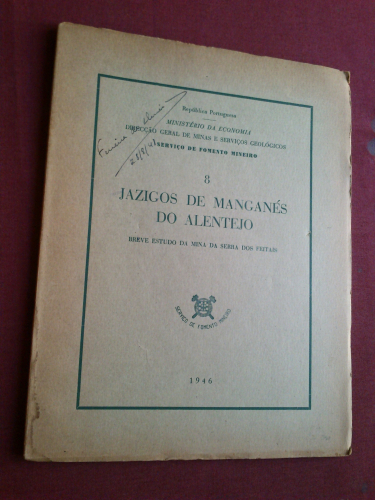 República Portuguesa
MINISTÉRIO DA ECONOMIA
DIRECÇÃO GERAL DE MINAS E SERVIÇOS GEOLÓGICOS
SERVIÇO DE FOMENTO MINEIRO
8
JAZIGOS DE MANGANÊS
DO ALENTEJO
BREVE ESTUDO DA MINA DA SERRA DOS FEITAIS
SERVIÇO DE FOMENTO MINEIRO
1946